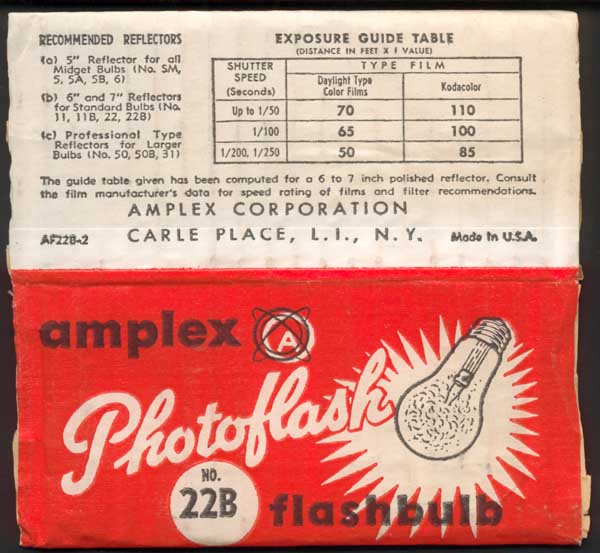 RECOMMENDED REFLECTORS
(a) 5" Reflector for all
Midget Bulbs (No. SM,
5, 5A, 5B, 6)
(b) 6" and 7" Reflectors
for Standard Bulbs (No.
11, 11B, 22, 22B)
(c) Professional Type
Reflectors for Larger
Bulbs (No. 50, 50B, 31)
EXPOSURE GUIDE TABLE
(DISTANCE IN FEET X f VALUE)
SHUTTER SPEED (Seconds) TYPE FILM
Daylight Type Color Films Kodacolor
Up to 1/50 70 110
1/100 65 100
1/200, 1/250 50 85
The guide table given has been computed for a 6 to 7 inch polished reflector. Consult
the film manufacturer's data for speed rating of films and filter recommendations.
AMPLEX CORPORATION
AF22B-2 CARLE PLACE, L.I., N.Y. Made in U.S.A.
amplex A
Photoflash
NO.
22B flashbulb